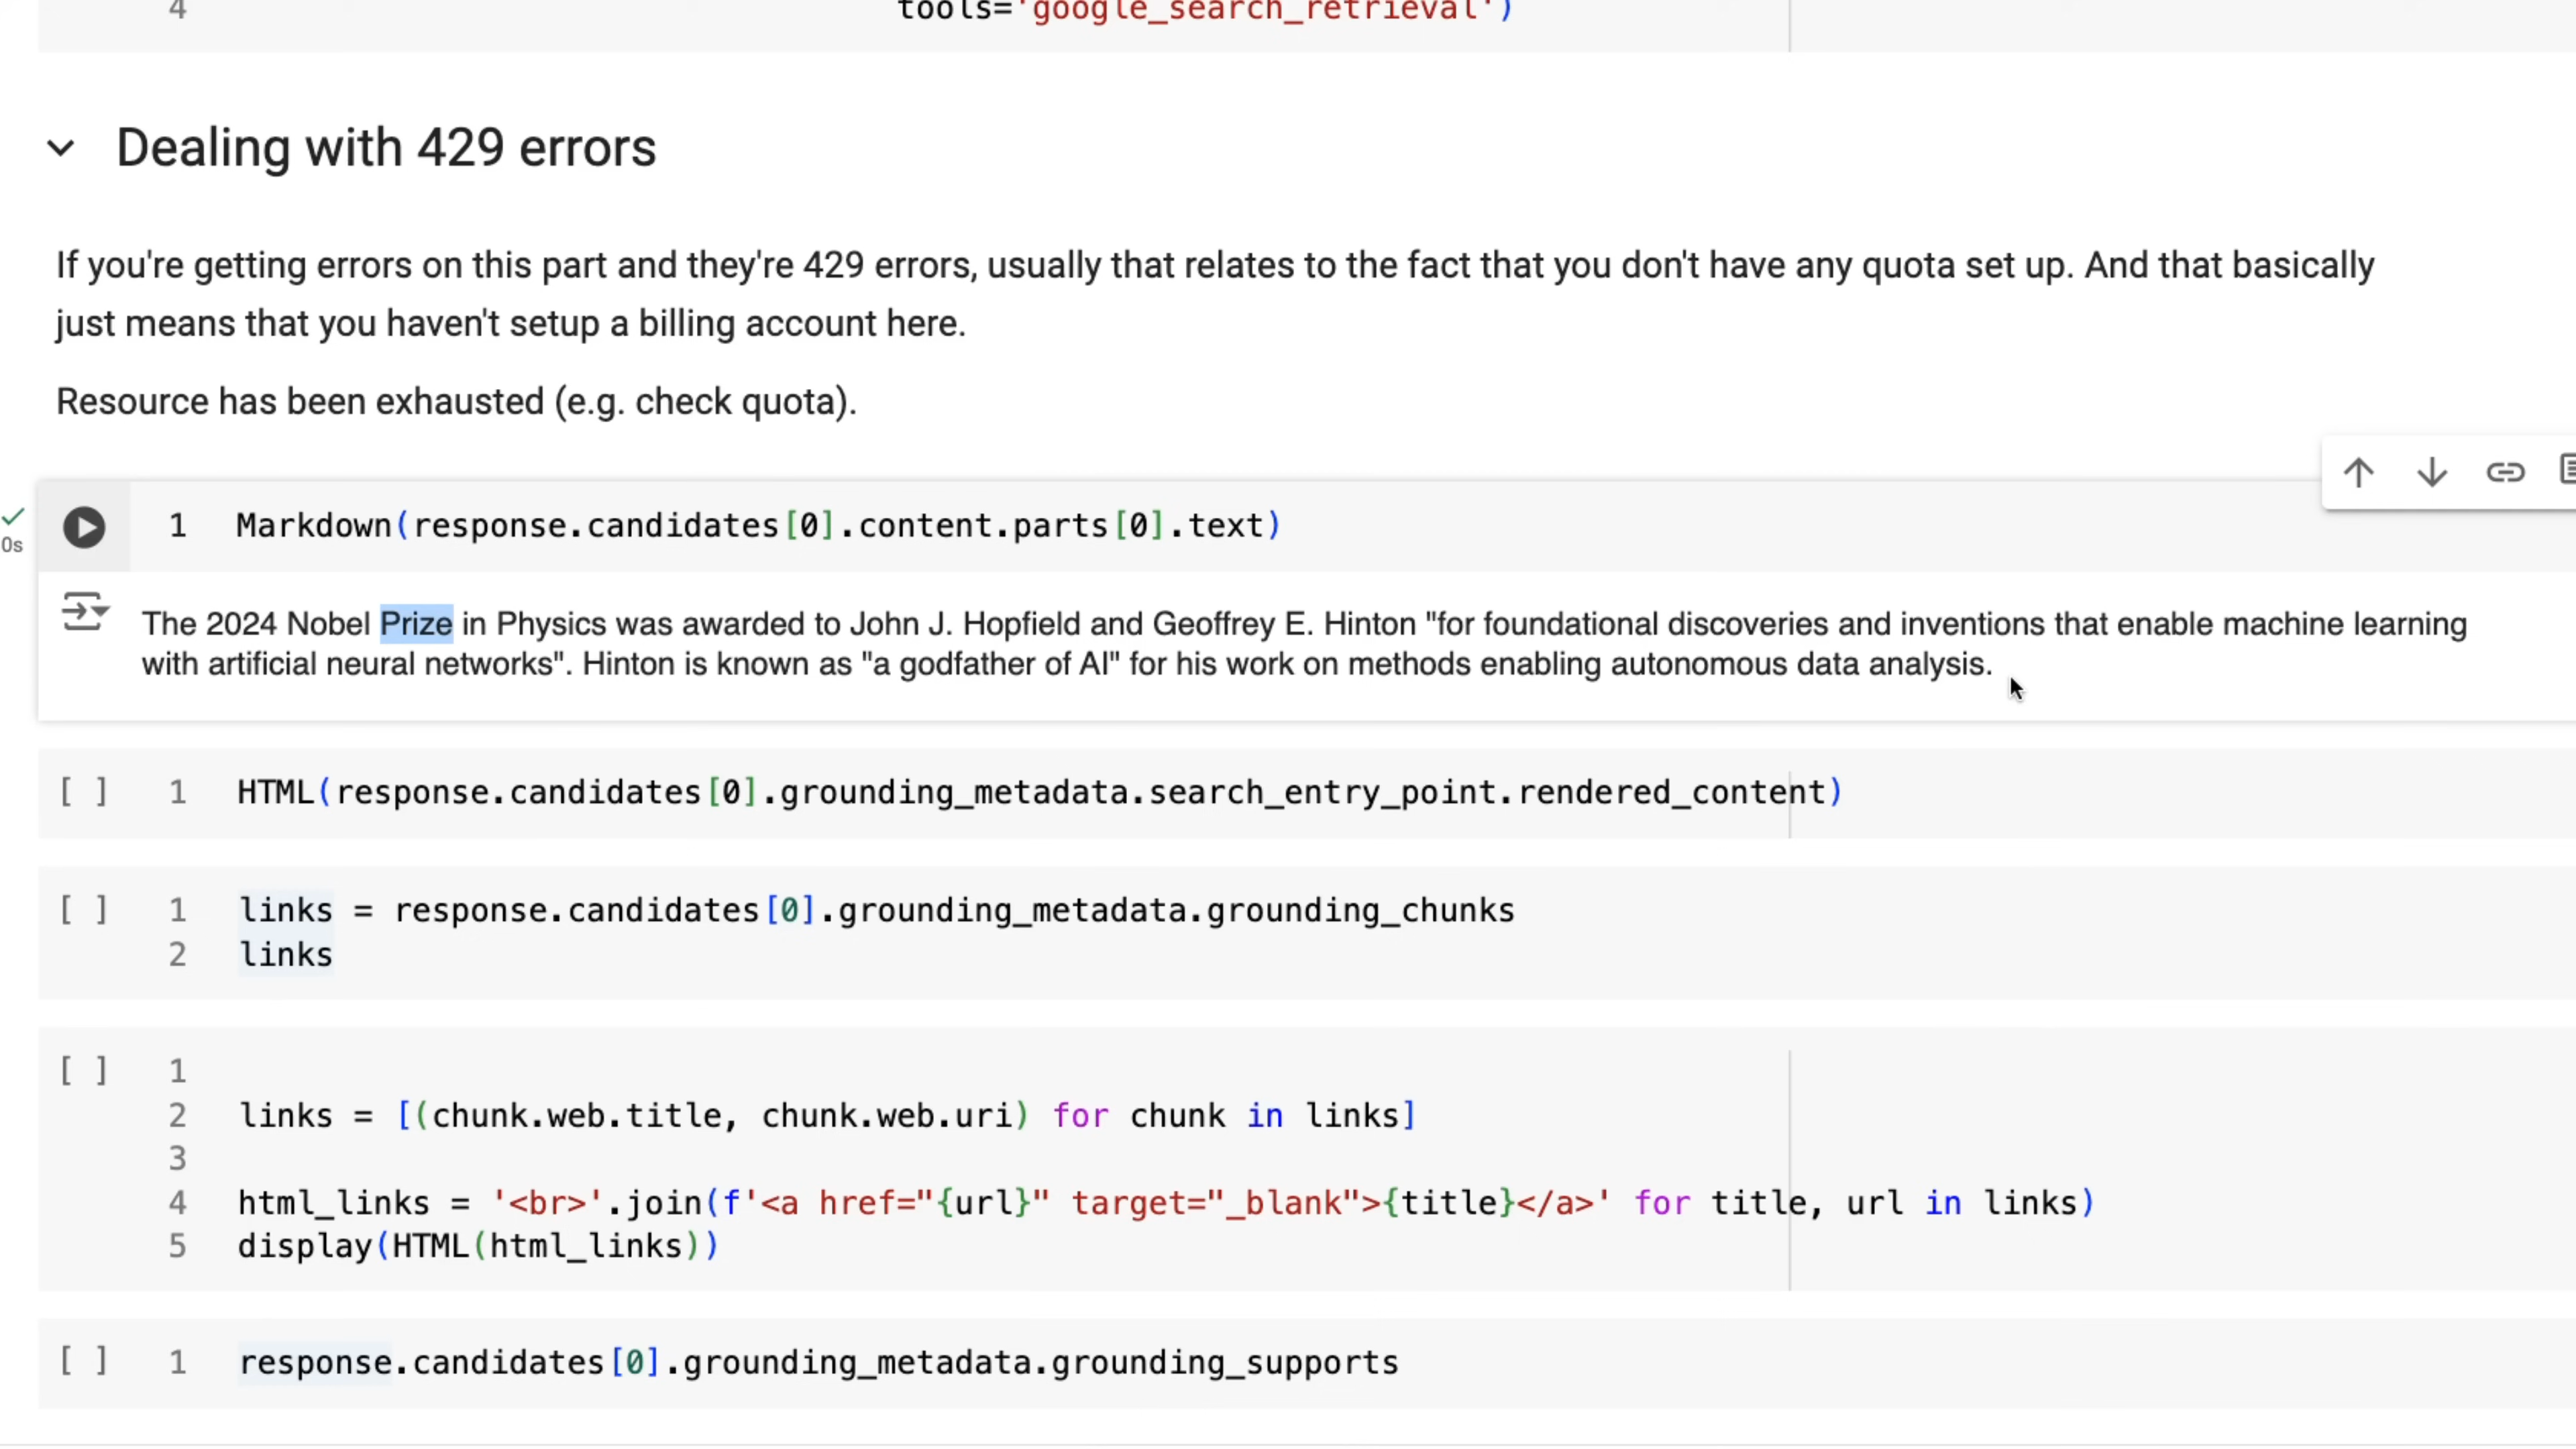 4 tools='google_search_retrieval')
Dealing with 429 errors
If you're getting errors on this part and they're 429 errors, usually that relates to the fact that you don't have any quota set up. And that basically
just means that you haven't setup a billing account here.
Resource has been exhausted (e.g. check quota).
1 Markdown(response.candidates[0].content.parts[0].text)
0s
The 2024 Nobel Prize in Physics was awarded to John J. Hopfield and Geoffrey E. Hinton "for foundational discoveries and inventions that enable machine learning
with artificial neural networks". Hinton is known as "a godfather of AI" for his work on methods enabling autonomous data analysis.
[ ] 1 HTML(response.candidates[0].grounding_metadata.search_entry_point.rendered_content)
[ ] 1 links = response.candidates[0].grounding_metadata.grounding_chunks
2 links
[ ] 1
2 links = [(chunk.web.title, chunk.web.uri) for chunk in links]
3
4 html_links = '<br>'.join(f'<a href="{url}" target="_blank">{title}</a>' for title, url in links)
5 display(HTML(html_links))
[ ] 1 response.candidates[0].grounding_metadata.grounding_supports